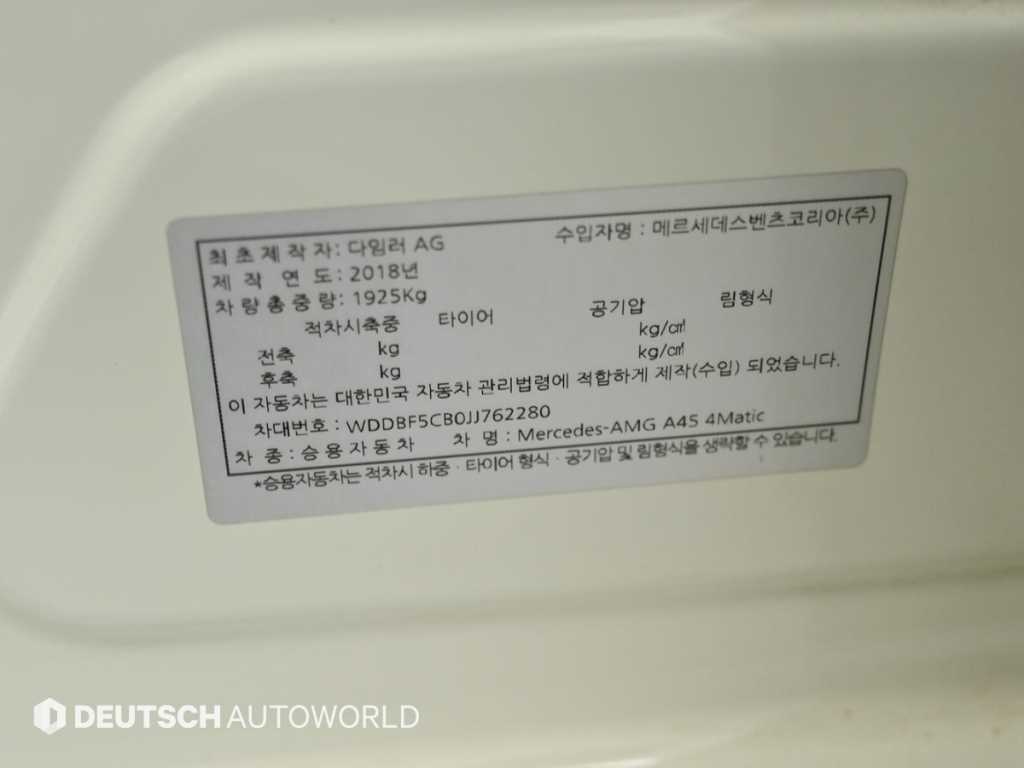 최초제작자: 다임러 AG 수입자명 : 메르세데스벤츠코리아(주)
제작 연도: 2018년
차량총중량: 1925Kg
적차시축중 타이어 공기압 림형식
전축 kg kg/㎠
후축 kg kg/㎠
이 자동차는 대한민국 자동차 관리법령에 적합하게 제작(수입) 되었습니다.
차대번호 : WDDBF5CB0JJ762280
차 종 : 승용자동차 차 명 : Mercedes-AMG A45 4Matic
*승용자동차는 적차시 하중 · 타이어 형식 · 공기압 및 림형식을 생략할 수 있습니다.
DEUTSCH AUTOWORLD